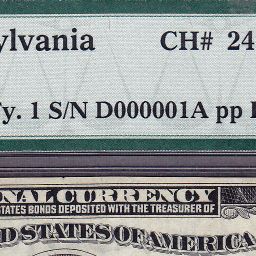 ylvania CH# 24
y. 1 S/N D000001A pp
NAL CURRENCY
STATES BONDS DEPOSITED WITH THE TREASURER OF
D STATES OF AMERICA